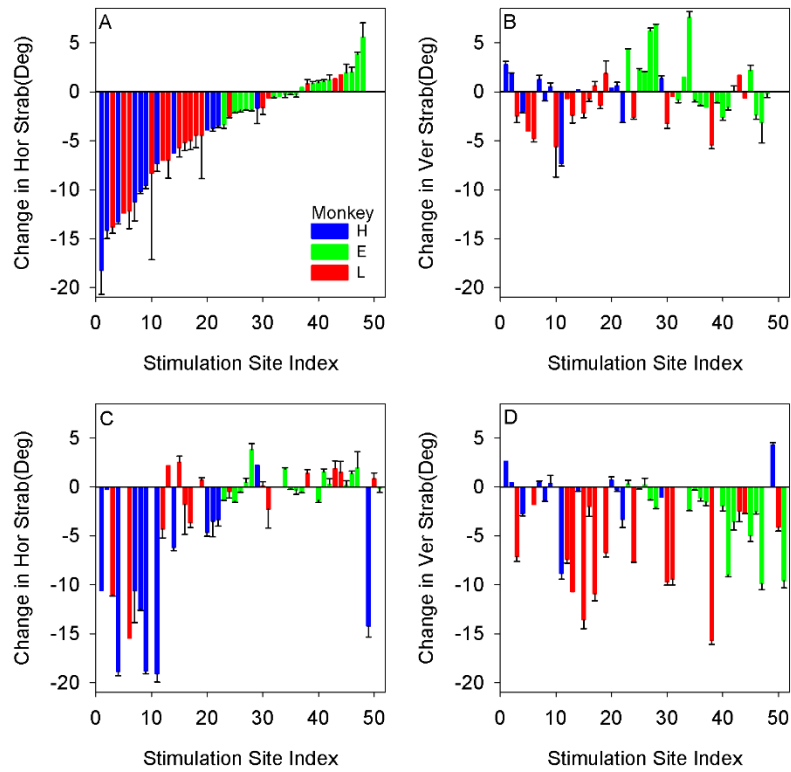 A
5
0
-5
-10
-15
-20
Change in Hor Strab(Deg)
Monkey
H
E
L
0 10 20 30 40 50
Stimulation Site Index
B
5
0
-5
-10
-15
-20
Change in Ver Strab(Deg)
0 10 20 30 40 50
Stimulation Site Index
C
5
0
-5
-10
-15
-20
Change in Hor Strab(Deg)
0 10 20 30 40 50
Stimulation Site Index
D
5
0
-5
-10
-15
-20
Change in Ver Strab(Deg)
0 10 20 30 40 50
Stimulation Site Index